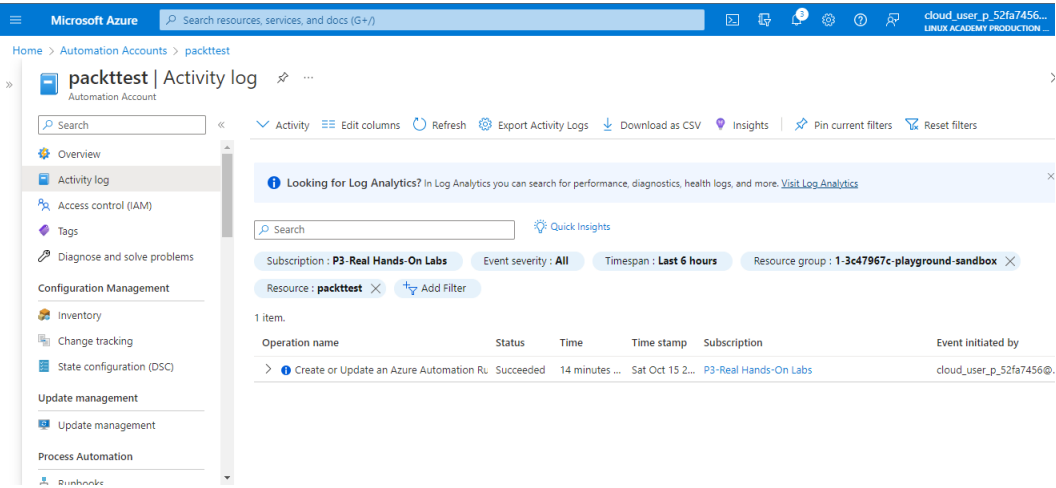 Microsoft Azure
Search resources, services, and docs (G+/)
3
cloud_user_p_52fa7456...
LINUX ACADEMY PRODUCTION ...
Home > Automation Accounts > packttest
packttest | Activity log
Automation Account
Search
Overview
Activity log
Access control (IAM)
Tags
Diagnose and solve problems
Configuration Management
Inventory
Change tracking
State configuration (DSC)
Update management
Update management
Process Automation
Runbooks
Activity Edit columns Refresh Export Activity Logs Download as CSV Insights Pin current filters Reset filters
Looking for Log Analytics? In Log Analytics you can search for performance, diagnostics, health logs, and more. Visit Log Analytics
Search Quick Insights
Subscription : P3-Real Hands-On Labs Event severity : All Timespan : Last 6 hours Resource group : 1-3c47967c-playground-sandbox
Resource : packttest Add Filter
1 item.
Operation name Status Time Time stamp Subscription Event initiated by
Create or Update an Azure Automation Ru Succeeded 14 minutes ... Sat Oct 15 2... P3-Real Hands-On Labs cloud_user_p_52fa7456@.